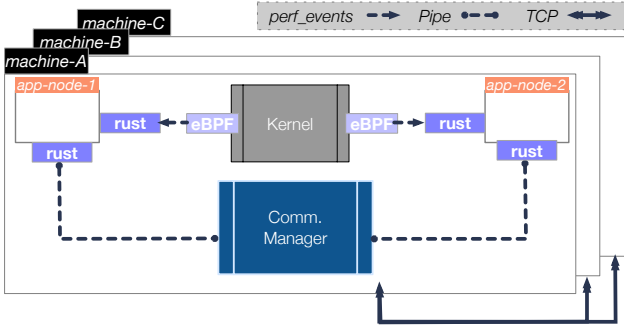 machine-C
perf_events Pipe TCP
machine-B
machine-A
app-node-1
app-node-2
rust
eBPF
Kernel
eBPF
rust
rust
rust
Comm.
Manager